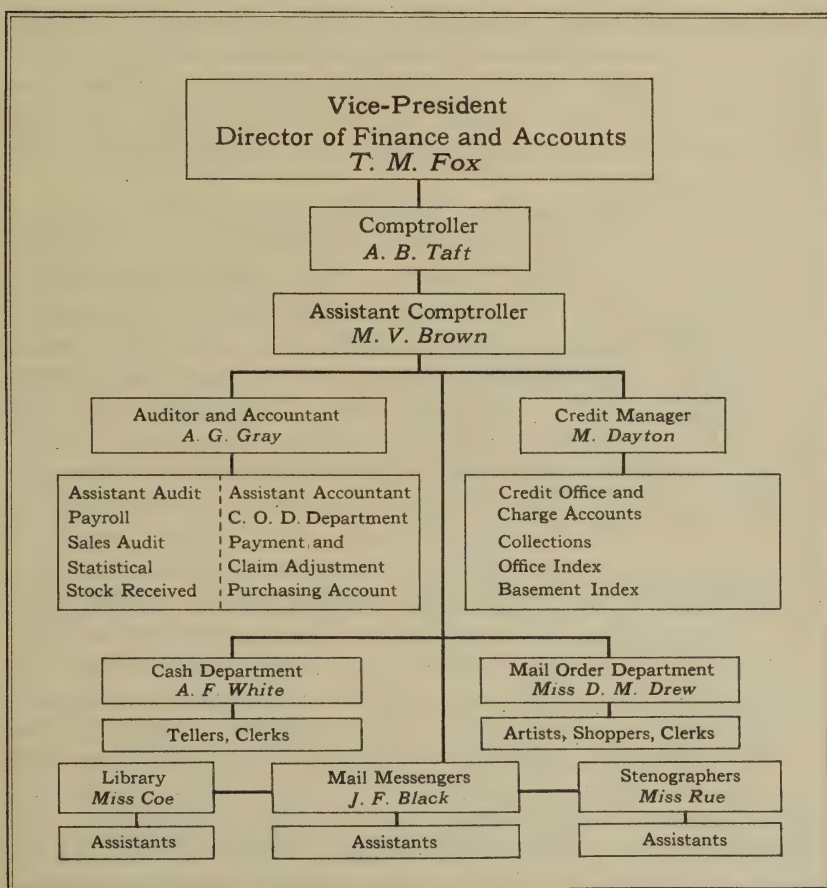 Vice-President
Director of Finance and Accounts
T. M. Fox
Comptroller
A. B. Taft
Assistant Comptroller
M. V. Brown
Auditor and Accountant
A. G. Gray
Credit Manager
M. Dayton
Assistant Audit
Payroll
Sales Audit
Statistical
Stock Received
Assistant Accountant
C. O. D. Department
Payment and
Claim Adjustment
Purchasing Account
Credit Office and
Charge Accounts
Collections
Office Index
Basement Index
Cash Department
A. F. White
Mail Order Department
Miss D. M. Drew
Tellers, Clerks
Artists, Shoppers, Clerks
Library
Miss Coe
Mail Messengers
J. F. Black
Stenographers
Miss Rue
Assistants
Assistants
Assistants